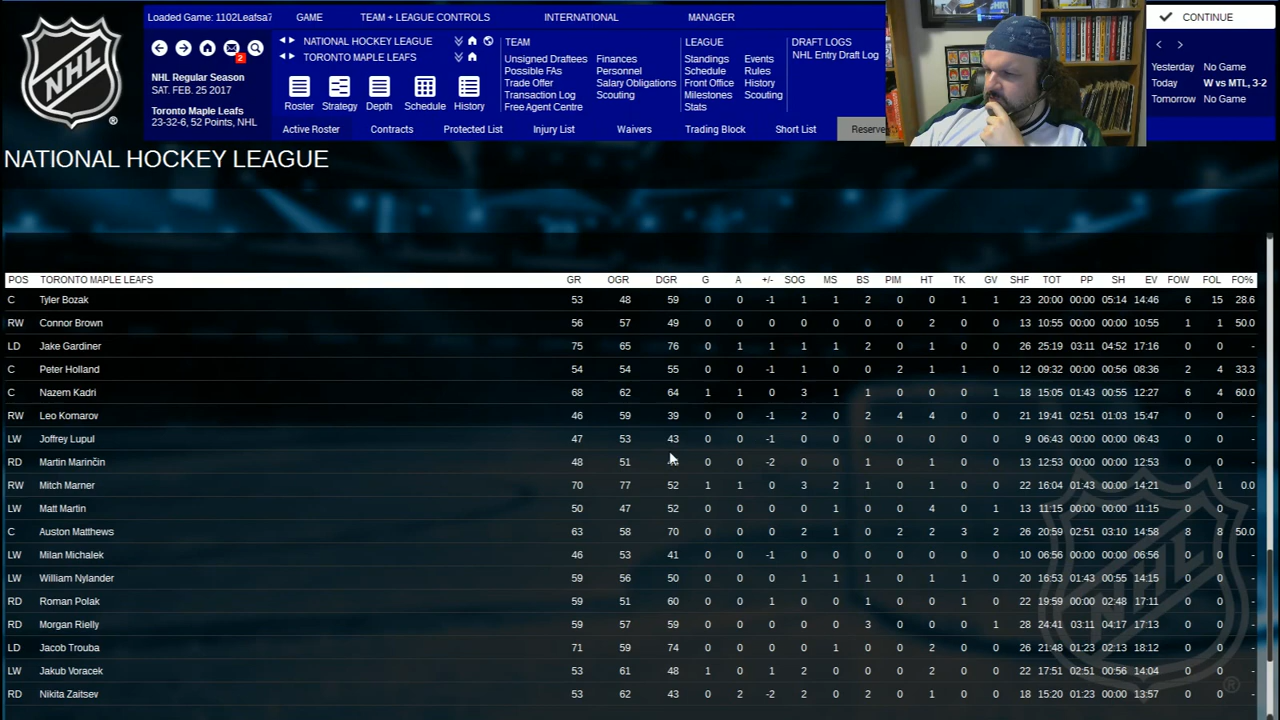 Loaded Game: 1102Leafsa7 GAME TEAM + LEAGUE CONTROLS INTERNATIONAL MANAGER
CONTINUE
NATIONAL HOCKEY LEAGUE
TORONTO MAPLE LEAFS
2
NHL Regular Season
SAT. FEB. 25 2017
Toronto Maple Leafs
23-32-6, 52 Points, NHL
Roster Strategy Depth Schedule History
TEAM
Unsigned Draftees Finances
Possible FAs Personnel
Trade Offer Salary Obligations
Transaction Log Scouting
Free Agent Centre
LEAGUE
Standings Events
Schedule Rules
Front Office History
Milestones Scouting
Stats
DRAFT LOGS
NHL Entry Draft Log
Yesterday No Game
Today W vs MTL, 3-2
Tomorrow No Game
Active Roster Contracts Protected List Injury List Waivers Trading Block Short List Reserve
NHL
NATIONAL HOCKEY LEAGUE
POS TORONTO MAPLE LEAFS GR OGR DGR G A +/- SOG MS BS PIM HT TK GV SHF TOT PP SH EV FOW FOL FO%
C Tyler Bozak 53 48 59 0 0 -1 1 1 2 0 0 1 1 23 20:00 00:00 05:14 14:46 6 15 28.6
RW Connor Brown 56 57 49 0 0 0 0 0 0 0 2 0 0 13 10:55 00:00 00:00 10:55 1 1 50.0
LD Jake Gardiner 75 65 76 0 1 1 1 1 2 0 1 0 0 26 25:19 03:11 04:52 17:16 0 0 -
C Peter Holland 54 54 55 0 0 -1 1 0 0 2 1 1 0 12 09:32 00:00 00:56 08:36 2 4 33.3
C Nazem Kadri 68 62 64 1 1 0 3 1 1 0 0 0 1 18 15:05 01:43 00:55 12:27 6 4 60.0
RW Leo Komarov 46 59 39 0 0 -1 2 0 2 4 4 0 0 21 19:41 02:51 01:03 15:47 0 0 -
LW Joffrey Lupul 47 53 43 0 0 -1 0 0 0 0 0 0 0 9 06:43 00:00 00:00 06:43 0 0 -
RD Martin Marinčin 48 51 0 0 -2 0 0 1 0 1 0 0 13 12:53 00:00 00:00 12:53 0 0 -
RW Mitch Marner 70 77 52 1 1 0 3 2 1 0 1 0 0 22 16:04 01:43 00:00 14:21 0 1 0.0
LW Matt Martin 50 47 52 0 0 0 0 1 0 0 4 0 1 13 11:15 00:00 00:00 11:15 0 0 -
C Auston Matthews 63 58 70 0 0 0 2 1 0 2 2 3 2 26 20:59 02:51 03:10 14:58 8 8 50.0
LW Milan Michalek 46 53 41 0 0 -1 0 0 0 0 0 0 0 10 06:56 00:00 00:00 06:56 0 0 -
LW William Nylander 59 56 50 0 0 0 1 1 1 0 1 1 0 20 16:53 01:43 00:55 14:15 0 0 -
RD Roman Polak 59 51 60 0 0 1 0 0 1 0 0 1 0 22 19:59 00:00 02:48 17:11 0 0 -
RD Morgan Rielly 59 57 59 0 0 0 0 0 3 0 0 0 1 28 24:41 03:11 04:17 17:13 0 0 -
LD Jacob Trouba 71 59 74 0 0 0 0 1 0 0 2 0 0 26 21:48 01:23 02:13 18:12 0 0 -
LW Jakub Voracek 53 61 48 1 0 1 2 0 0 0 2 0 0 22 17:51 02:51 00:56 14:04 0 0 -
RD Nikita Zaitsev 53 62 43 0 2 -2 2 0 2 0 1 0 0 18 15:20 01:23 00:00 13:57 0 0 -